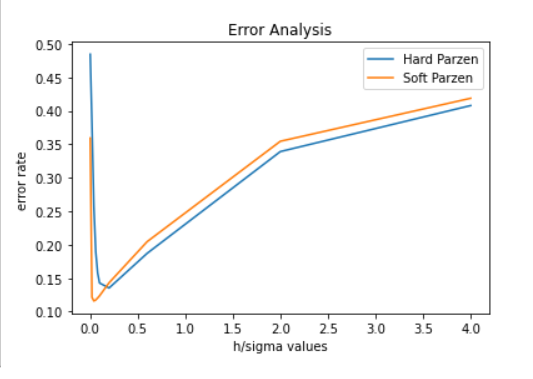 Error Analysis
Hard Parzen
Soft Parzen
error rate
0.50
0.45
0.40
0.35
0.30
0.25
0.20
0.15
0.10
0.0 0.5 1.0 1.5 2.0 2.5 3.0 3.5 4.0
h/sigma values